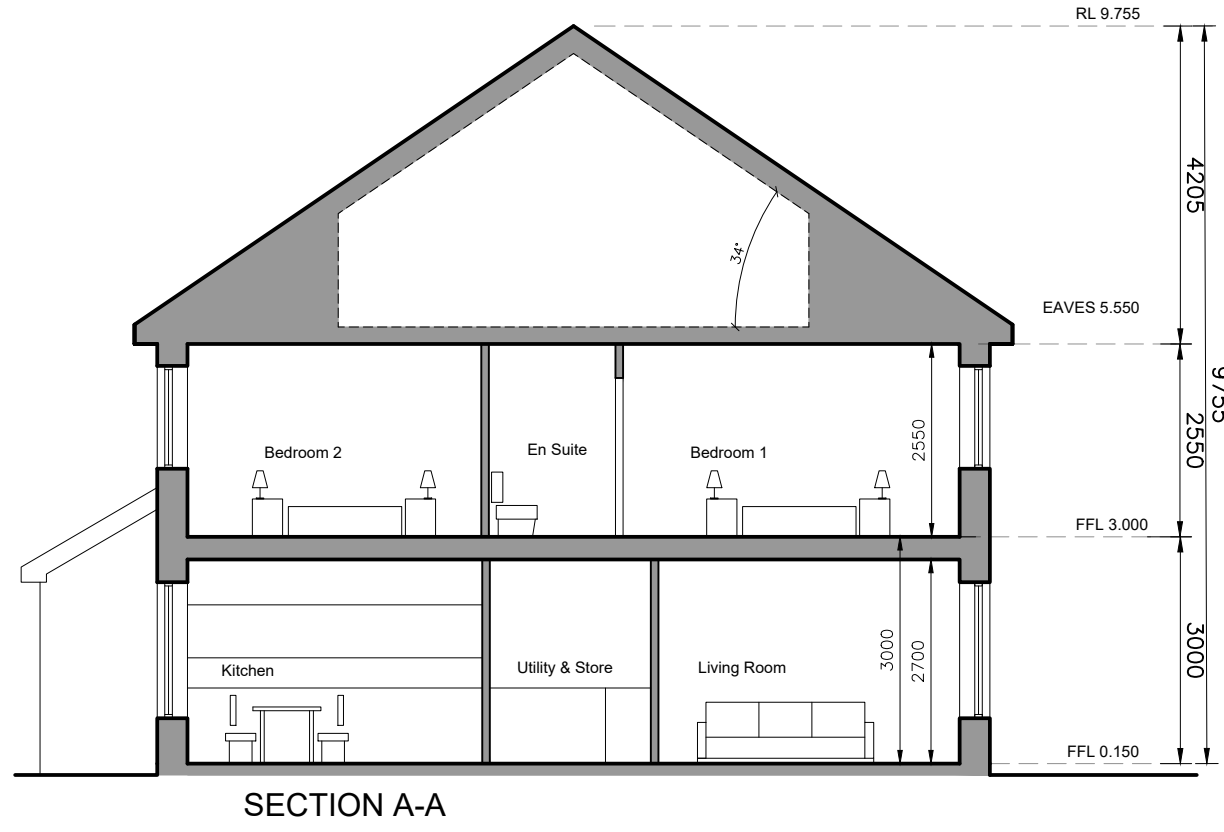 RL 9.755
4205
34°
EAVES 5.550
9755
2550
2550
Bedroom 2
En Suite
Bedroom 1
FFL 3.000
3000
2700
3000
Kitchen
Utility & Store
Living Room
FFL 0.150
SECTION A-A